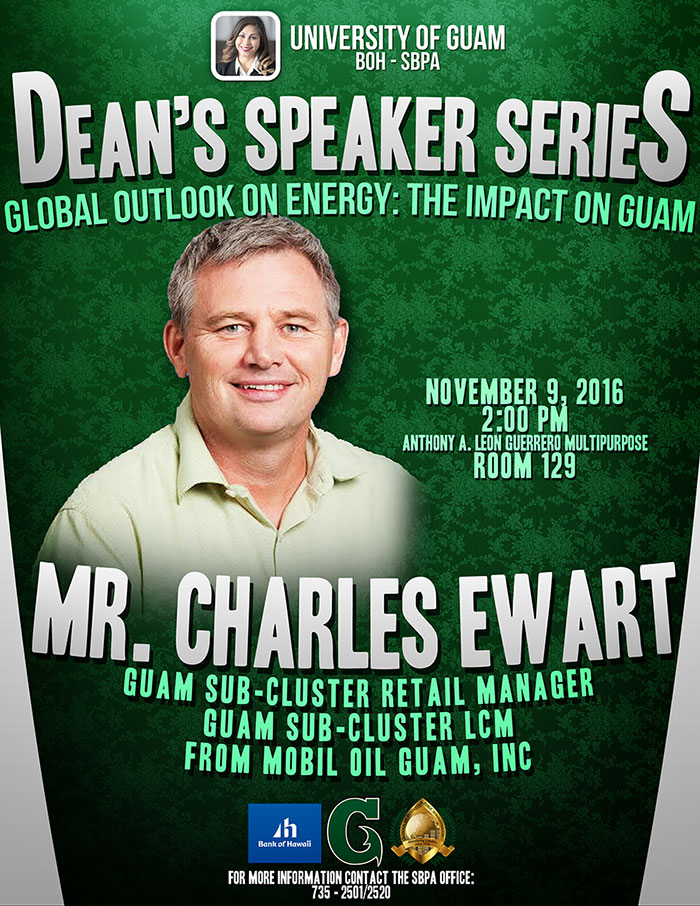 UNIVERSITY OF GUAM
BOH - SBPA
DEAN'S SPEAKER SERIES
GLOBAL OUTLOOK ON ENERGY: THE IMPACT ON GUAM
NOVEMBER 9, 2016
2:00 PM
ANTHONY A. LEON GUERRERO MULTIPURPOSE
ROOM 129
MR. CHARLES EWART
GUAM SUB-CLUSTER RETAIL MANAGER
GUAM SUB-CLUSTER LCM
FROM MOBIL OIL GUAM, INC
Bank of Hawaii
G
FOR MORE INFORMATION CONTACT THE SBPA OFFICE:
735 - 2501/2520